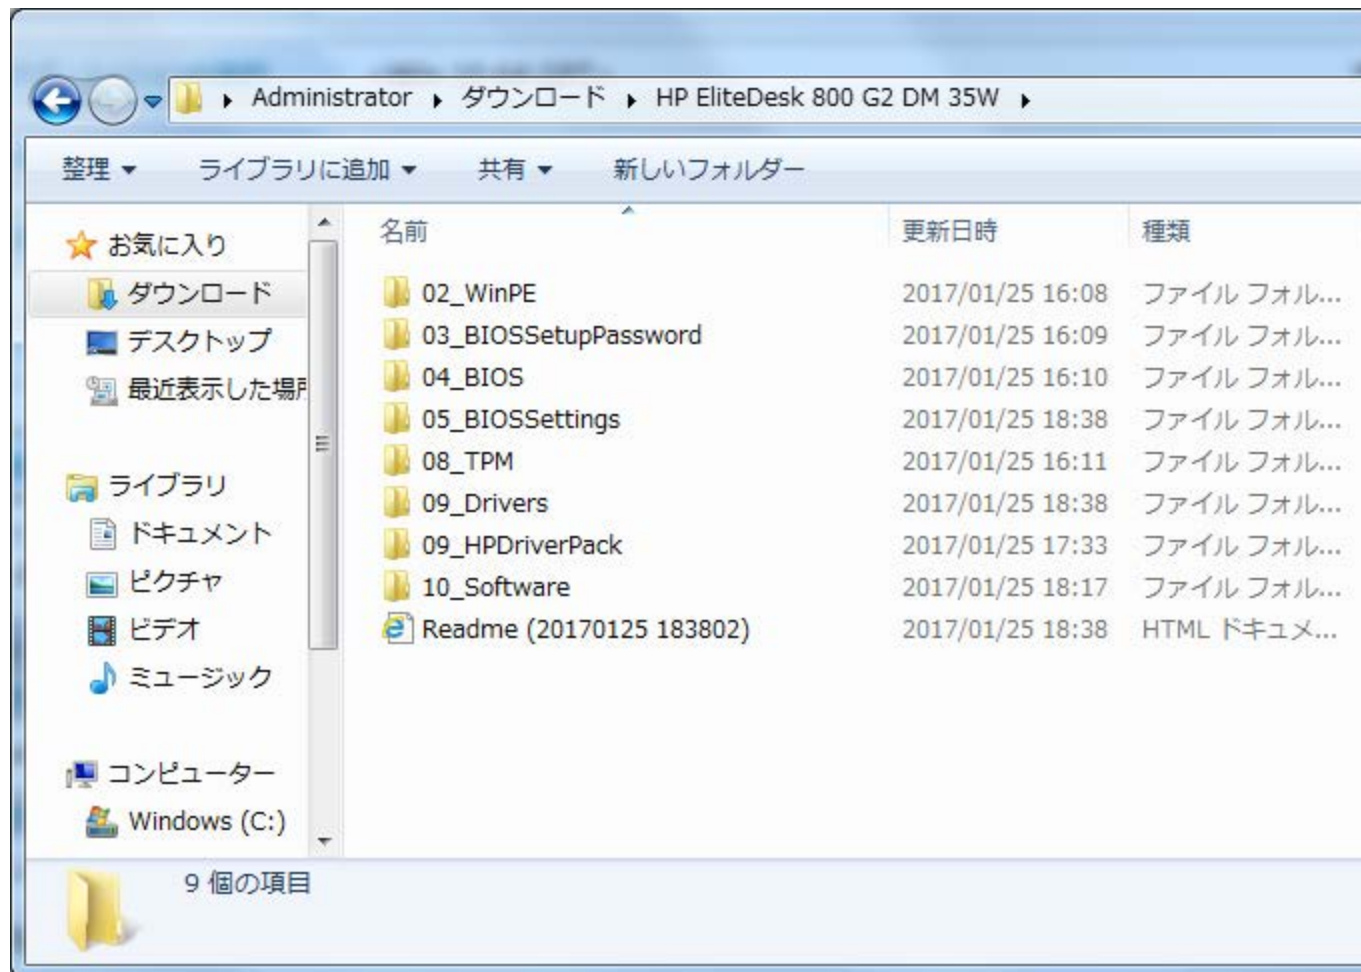 Administrator ダウンロード HP EliteDesk 800 G2 DM 35W
整理 ライブラリに追加 共有 新しいフォルダー
お気に入り
ダウンロード
デスクトップ
最近表示した場所
ライブラリ
ドキュメント
ピクチャ
ビデオ
ミュージック
コンピューター
Windows (C:)
名前 更新日時 種類
02_WinPE 2017/01/25 16:08 ファイル フォル...
03_BIOSSetupPassword 2017/01/25 16:09 ファイル フォル...
04_BIOS 2017/01/25 16:10 ファイル フォル...
05_BIOSSettings 2017/01/25 18:38 ファイル フォル...
08_TPM 2017/01/25 16:11 ファイル フォル...
09_Drivers 2017/01/25 18:38 ファイル フォル...
09_HPDriverPack 2017/01/25 17:33 ファイル フォル...
10_Software 2017/01/25 18:17 ファイル フォル...
Readme (20170125 183802) 2017/01/25 18:38 HTML ドキュメ...
9 個の項目